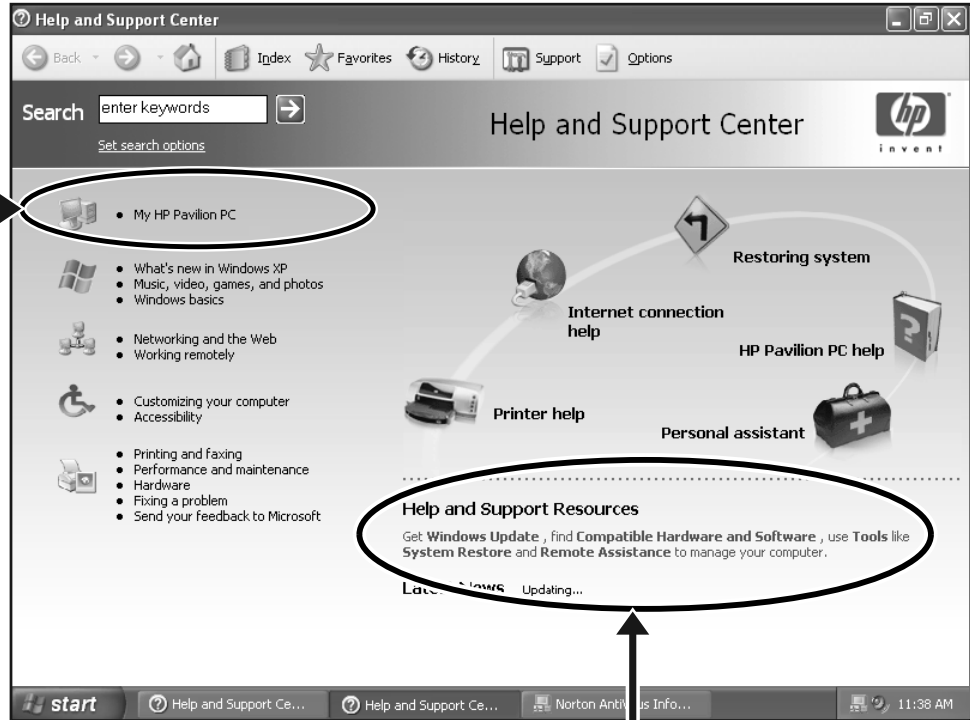 Help and Support Center
Back
Index
Favorites
History
Support
Options
Search
enter keywords
Set search options
Help and Support Center
hp
invent
My HP Pavilion PC
What's new in Windows XP
Music, video, games, and photos
Windows basics
Networking and the Web
Working remotely
Customizing your computer
Accessibility
Printing and faxing
Performance and maintenance
Hardware
Fixing a problem
Send your feedback to Microsoft
Restoring system
Internet connection
help
HP Pavilion PC help
Printer help
Personal assistant
Help and Support Resources
Get Windows Update , find Compatible Hardware and Software , use Tools like
System Restore and Remote Assistance to manage your computer.
Updating...
start
Help and Support Ce...
Help and Support Ce...
Norton Info...
11:38 AM